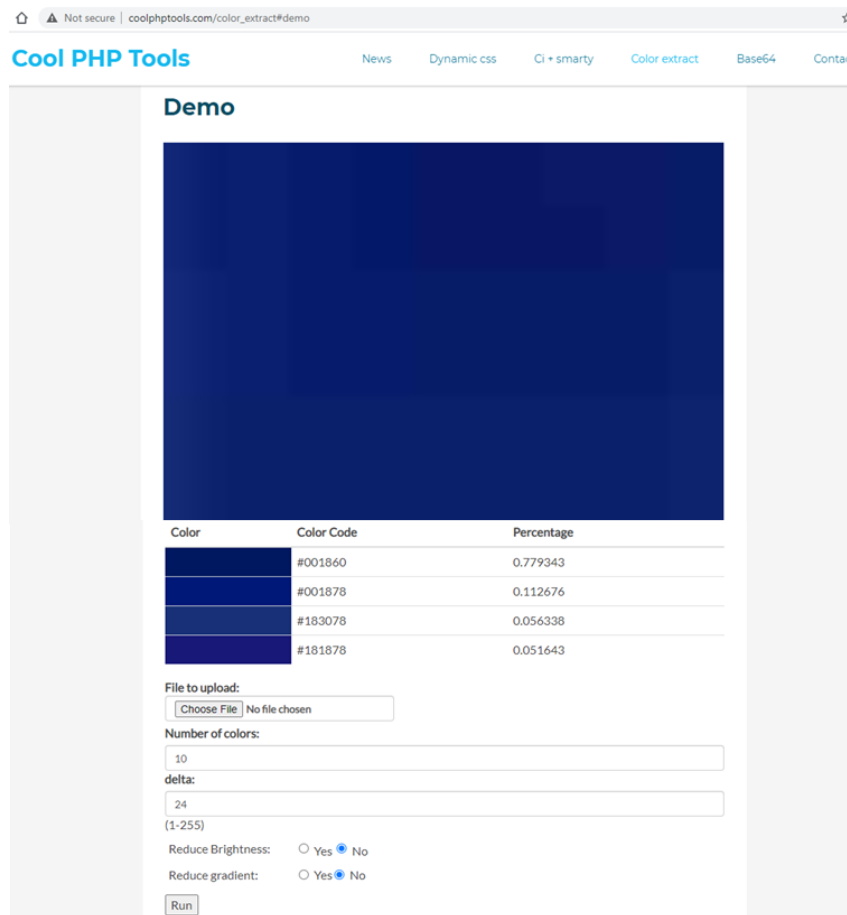 Not secure | coolphptools.com/color_extract#demo
Cool PHP Tools News Dynamic css Ci + smarty Color extract Base64
Demo
Color Color Code Percentage
#001860 0.779343
#001878 0.112676
#183078 0.056338
#181878 0.051643
File to upload:
Choose File No file chosen
Number of colors:
10
delta:
24
(1-255)
Reduce Brightness: Yes No
Reduce gradient: Yes No
Run